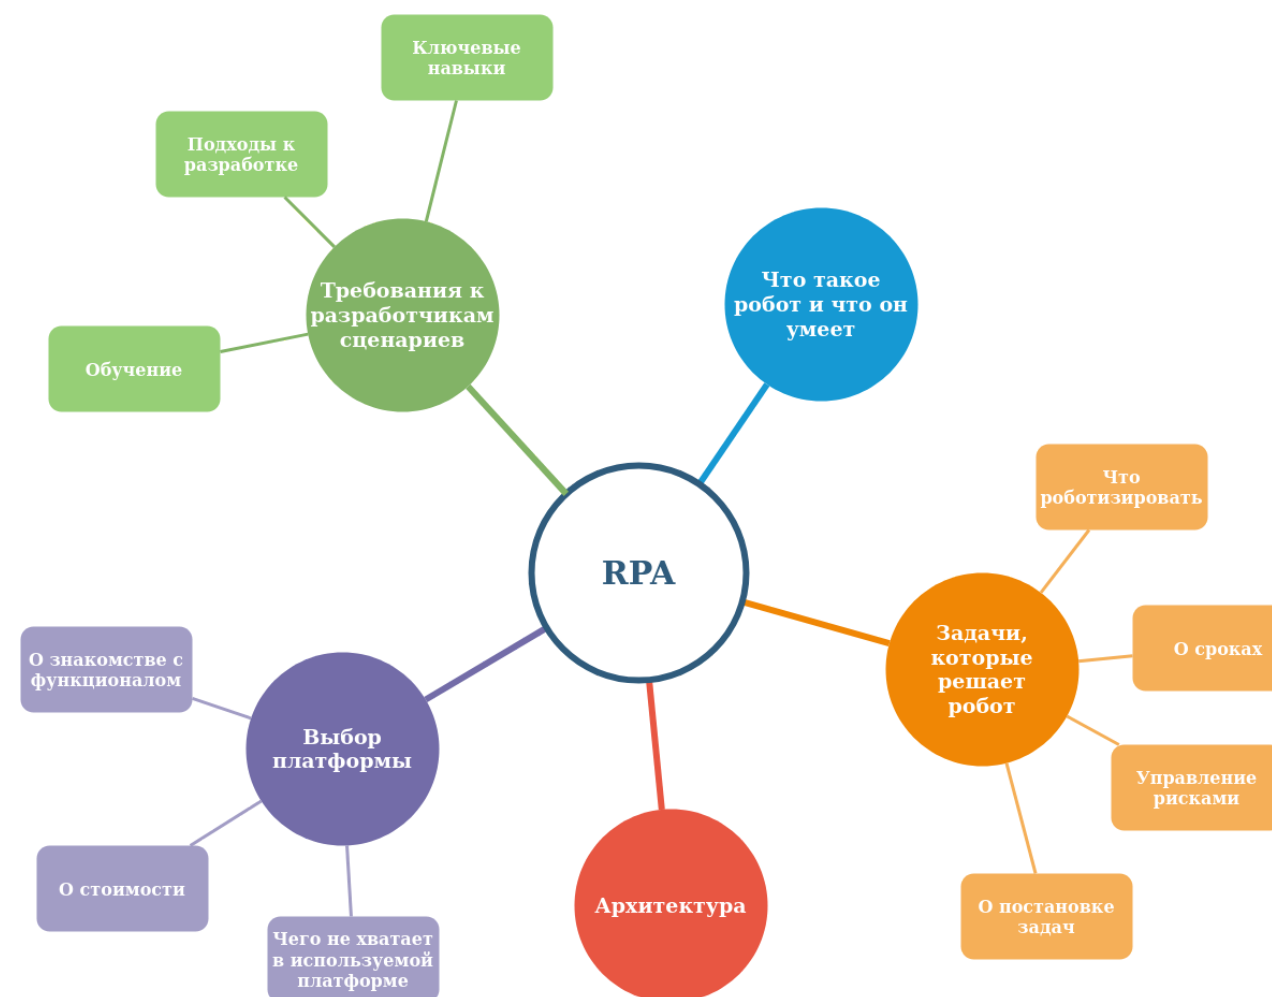 Ключевые
навыки
Подходы к
разработке
Обучение
Требования к
разработчикам
сценариев
Что такое
робот и что он
умеет
RPA
Что
роботизировать
О сроках
Управление
рисками
О постановке
задач
Задачи,
которые
решает
робот
Архитектура
Выбор
платформы
О знакомстве с
функционалом
О стоимости
Чего не хватает
в используемой
платформе